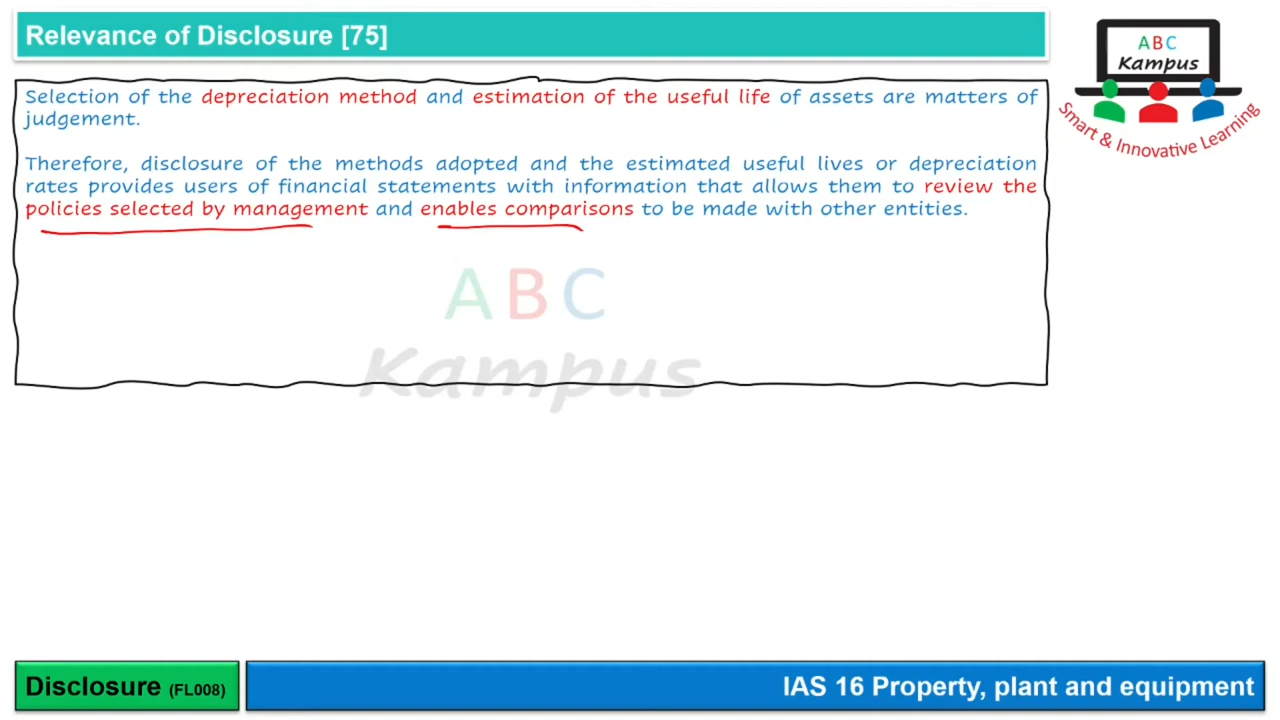 Relevance of Disclosure [75]
ABC
Kampus
Smart & Innovative Learning
Selection of the depreciation method and estimation of the useful life of assets are matters of
judgement.
Therefore, disclosure of the methods adopted and the estimated useful lives or depreciation
rates provides users of financial statements with information that allows them to review the
policies selected by management and enables comparisons to be made with other entities.
ABC
Kampus
Disclosure (FL008)
IAS 16 Property, plant and equipment